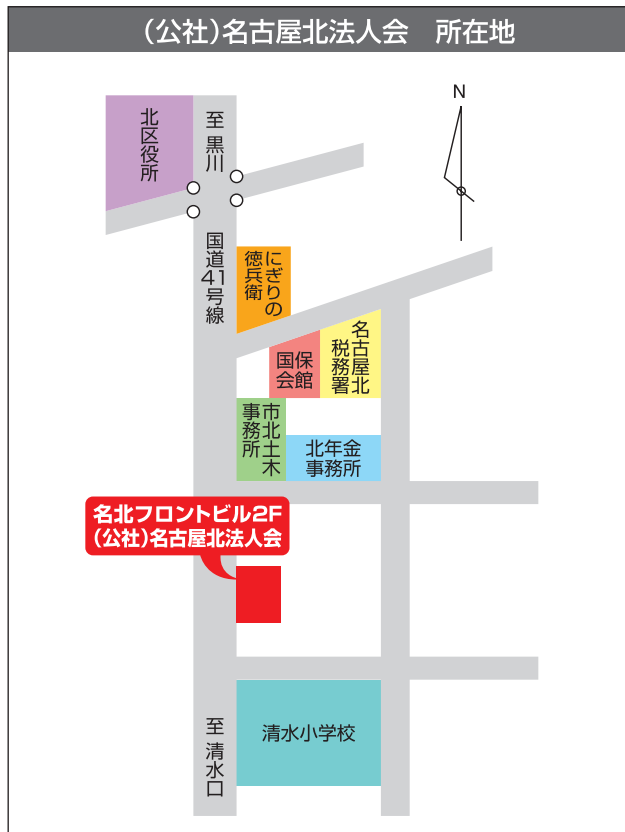 (公社)名古屋北法人会　所在地
北区役所
至 黒川
N
国道41号線
にぎりの
徳兵衛
国保
会館
名古屋北
税務署
市北土木
事務所
北年金
事務所
名北フロントビル2F
(公社)名古屋北法人会
至 清水口
清水小学校